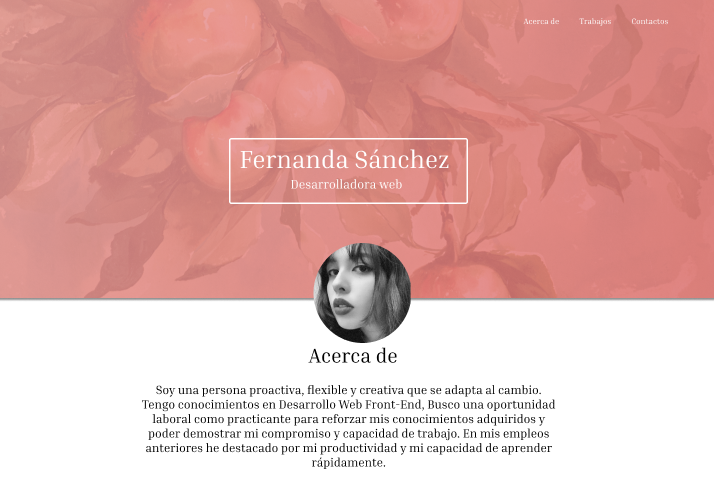 Acerca de Trabajos Contactos
Fernanda Sánchez
Desarrolladora web
Acerca de
Soy una persona proactiva, flexible y creativa que se adapta al cambio.
Tengo conocimientos en Desarrollo Web Front-End, Busco una oportunidad
laboral como practicante para reforzar mis conocimientos adquiridos y
poder demostrar mi compromiso y capacidad de trabajo. En mis empleos
anteriores he destacado por mi productividad y mi capacidad de aprender
rápidamente.